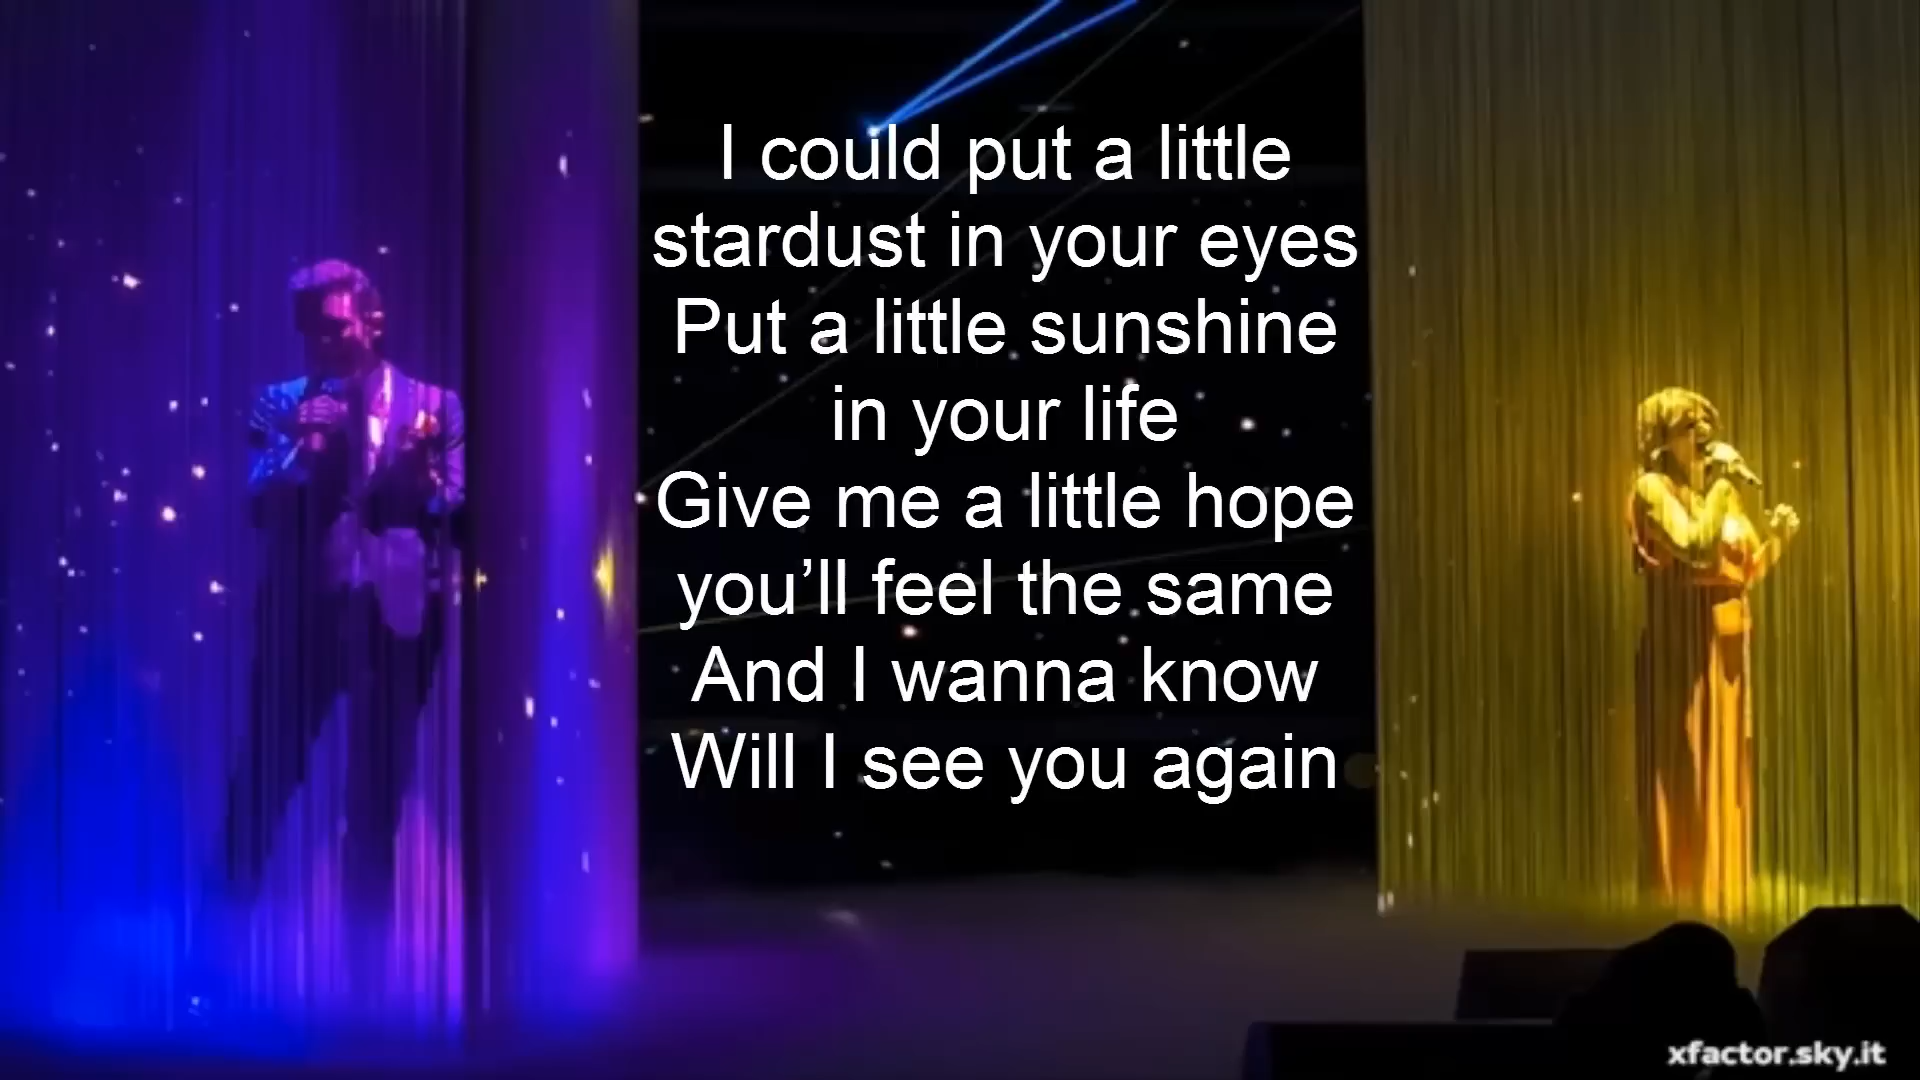 I could put a little
stardust in your eyes
Put a little sunshine
in your life
Give me a little hope
you’ll feel the same
And I wanna know
Will I see you again
xfactor.sky.it